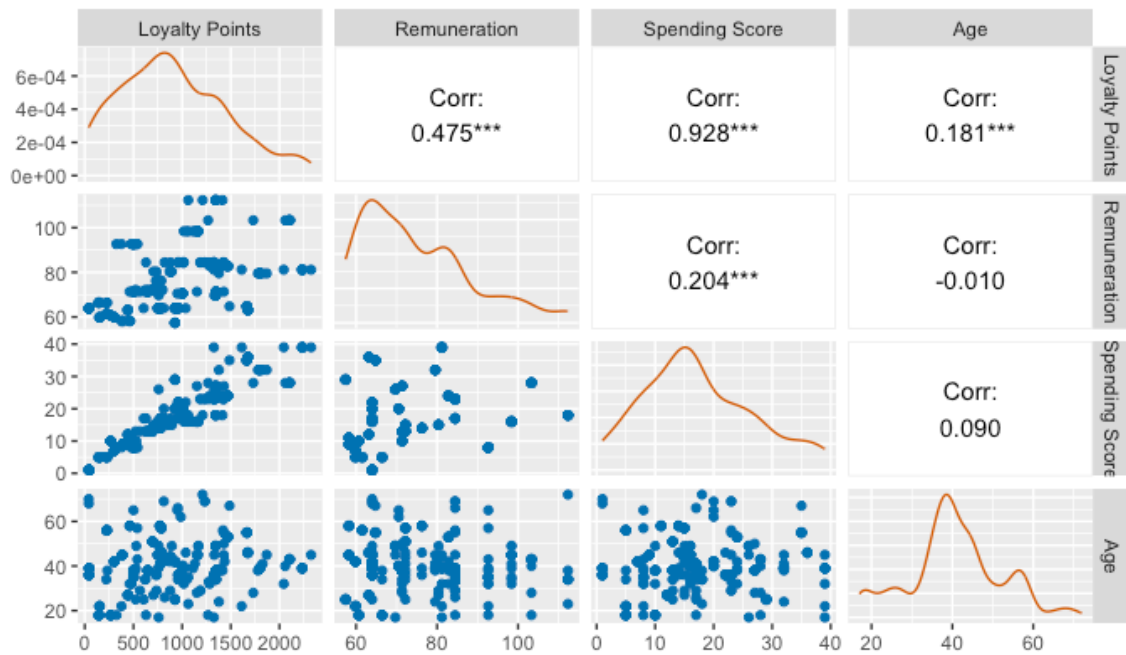 Loyalty Points
Remuneration
Spending Score
Age
6e-04
4e-04
2e-04
0e+00
Corr:
0.475***
Corr:
0.928***
Corr:
0.181***
Loyalty Points
100
80
60
Corr:
0.204***
Corr:
-0.010
Remuneration
40
30
20
10
0
Corr:
0.090
Spending Score
60
40
20
Age
0 500 1000 1500 2000
60 80 100
0 10 20 30 40
20 40 60